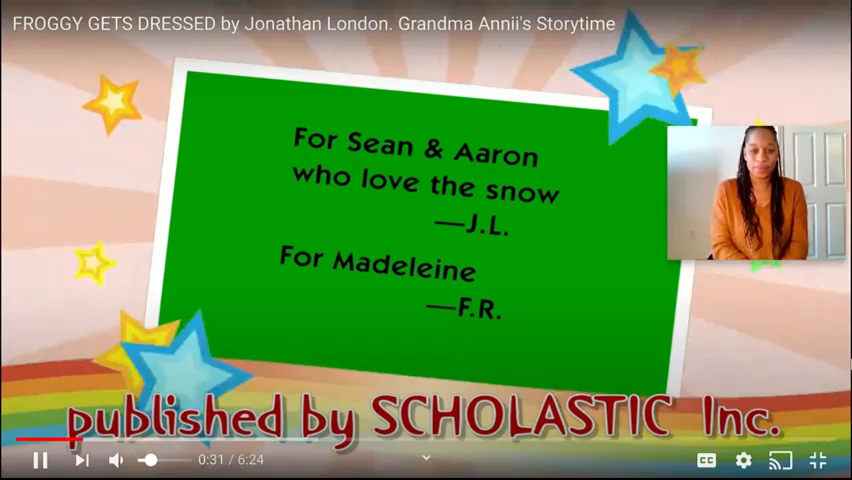 FROGGY GETS DRESSED by Jonathan London. Grandma Annii's Storytime
For Sean & Aaron
who love the snow
—J.L.
For Madeleine
—F.R.
published by SCHOLASTIC Inc.
0:31 / 6:24
CC